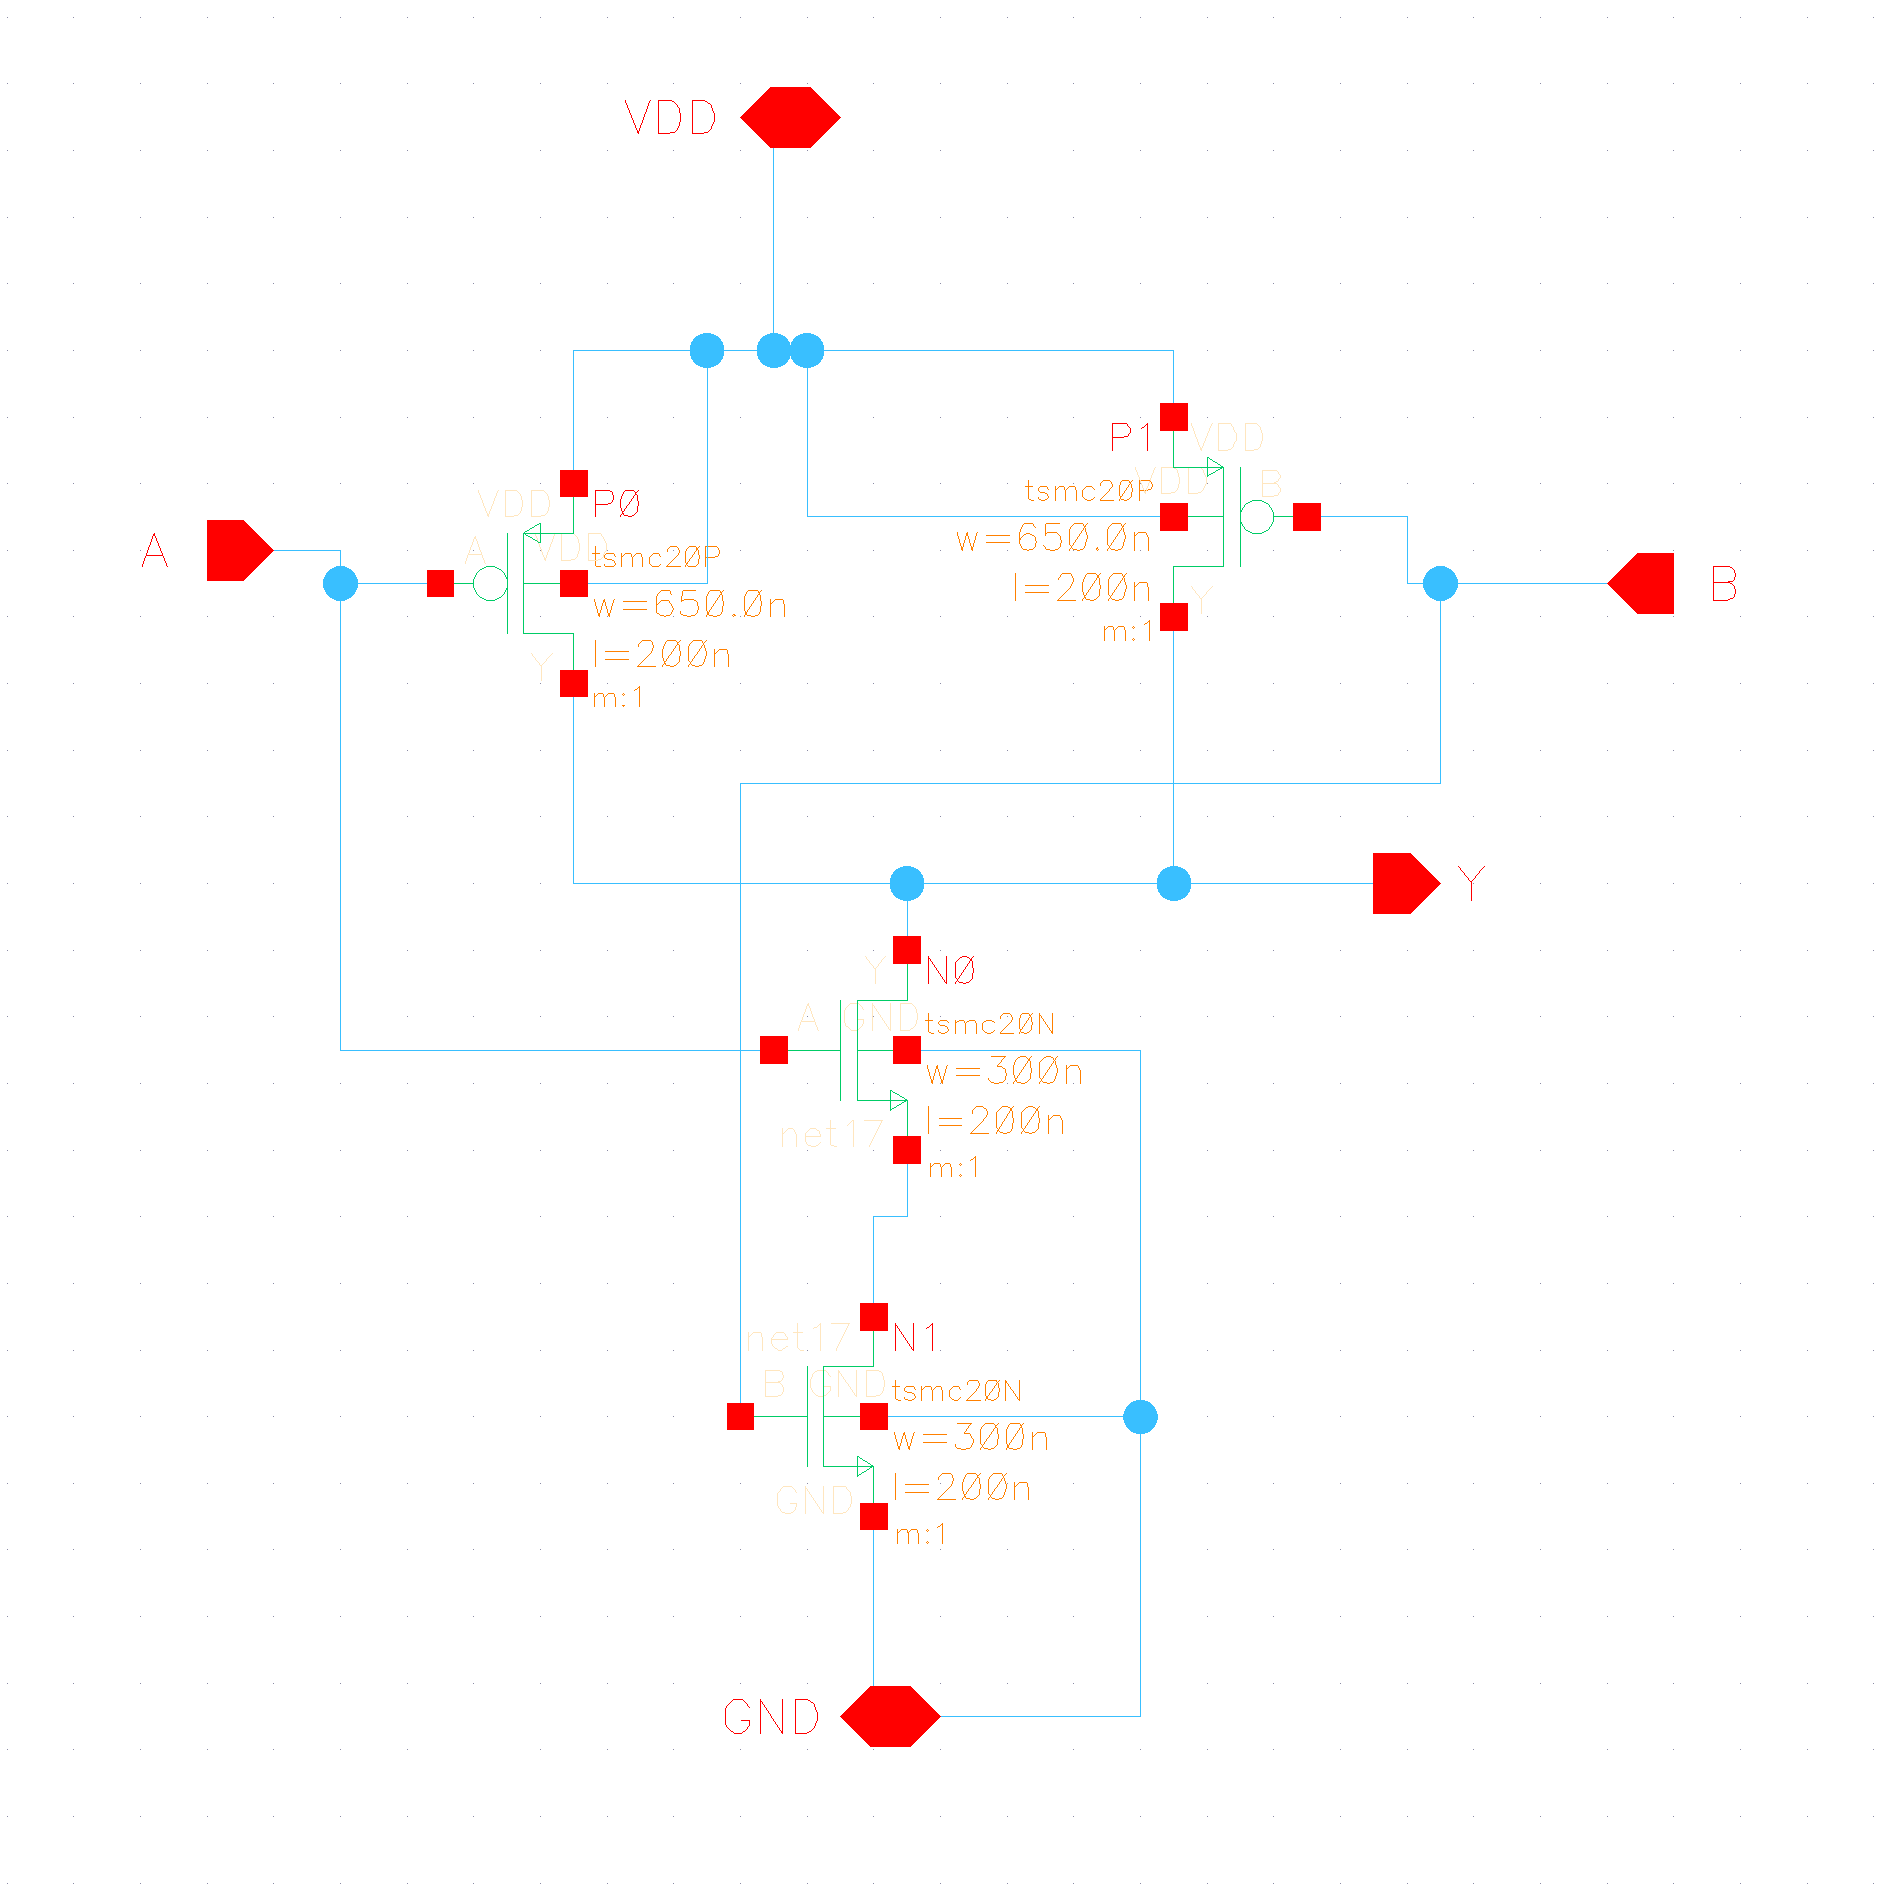 VDD
P1
VDD
VDD
B
tsmc20P
w=650.0n
l=200n
Y
m:1
VDD
P0
A
VDD
tsmc20P
w=650.0n
l=200n
Y
m:1
A
B
Y
Y
N0
A
GND
tsmc20N
w=300n
l=200n
net17
m:1
net17
N1
B
GND
tsmc20N
w=300n
l=200n
GND
m:1
GND